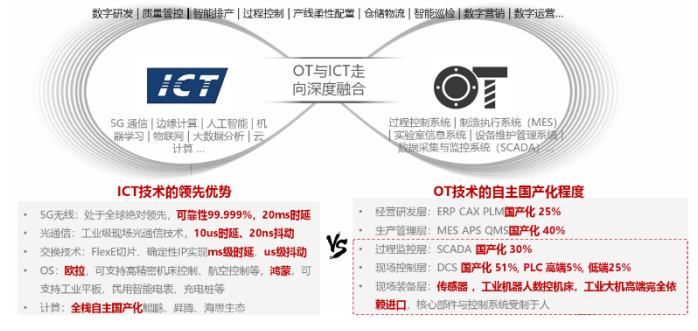 数字研发 | 质量管控 | 智能排产 | 过程控制 | 产线柔性配置 | 仓储物流 | 智能巡检 | 数字营销 | 数字运营...
ICT
OT与ICT走
向深度融合
OT
5G 通信 | 边缘计算 | 人工智能 | 机
器学习 | 物联网 | 大数据分析 | 云
计算 ...
过程控制系统 | 制造执行系统（MES）
| 实验室信息系统 | 设备维护管理系统 |
数据采集与监控系统（SCADA）
ICT技术的领先优势
• 5G无线：处于全球绝对领先，可靠性99.999%，20ms时延
• 光通信：工业级现场光通信技术，10us时延、20ns抖动
• 交换技术：FlexE切片、确定性IP实现ms级时延、us级抖动
• OS：欧拉，可支持高精密机床控制、航空控制等，鸿蒙，可
支持工业平板、民用智能电表、充电桩等
• 计算：全栈自主国产化鲲鹏、昇腾、海思生态
VS
OT技术的自主国产化程度
• 经营研发层：ERP CAX PLM国产化 25%
• 生产管理层：MES APS QMS国产化 40%
• 过程监控层：SCADA 国产化 30%
• 现场控制层：DCS 国产化 51%, PLC 高端5%, 低端25%
• 现场装备层：传感器 ，工业机器人数控机床，工业大机高端完全依
赖进口，核心部件与控制系统受制于人